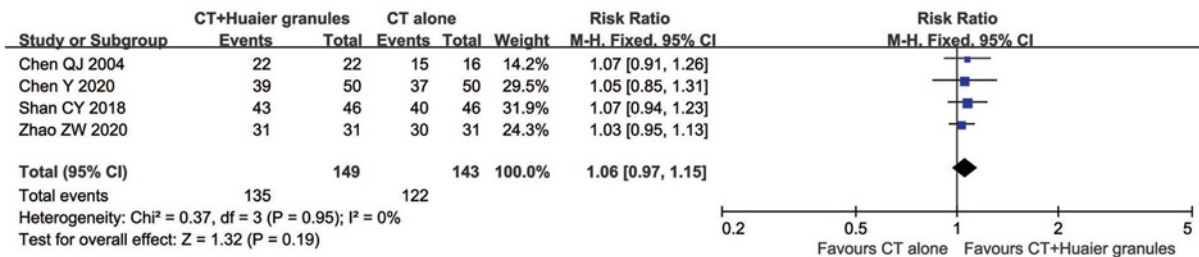 CT+Huaier granules CT alone Risk Ratio Risk Ratio
Study or Subgroup Events Total Events Total Weight M-H. Fixed. 95% CI M-H. Fixed. 95% CI
Chen QJ 2004 22 22 15 16 14.2% 1.07 [0.91, 1.26]
Chen Y 2020 39 50 37 50 29.5% 1.05 [0.85, 1.31]
Shan CY 2018 43 46 40 46 31.9% 1.07 [0.94, 1.23]
Zhao ZW 2020 31 31 30 31 24.3% 1.03 [0.95, 1.13]
Total (95% CI) 149 143 100.0% 1.06 [0.97, 1.15]
Total events 135 122
Heterogeneity: Chi² = 0.37, df = 3 (P = 0.95); I² = 0%
Test for overall effect: Z = 1.32 (P = 0.19)
0.2 0.5 1 2 5
Favours CT alone Favours CT+Huaier granules